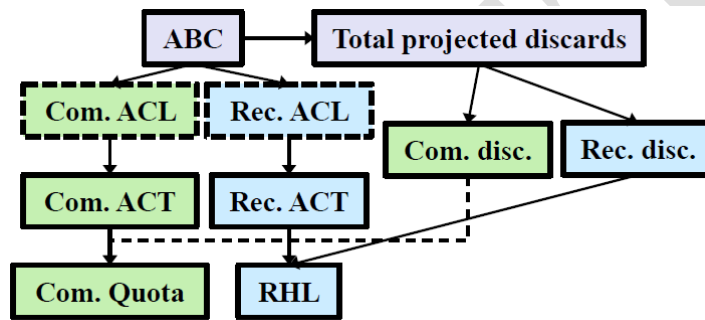 ABC
Total projected discards
Com. ACL
Rec. ACL
Com. disc.
Rec. disc.
Com. ACT
Rec. ACT
Com. Quota
RHL